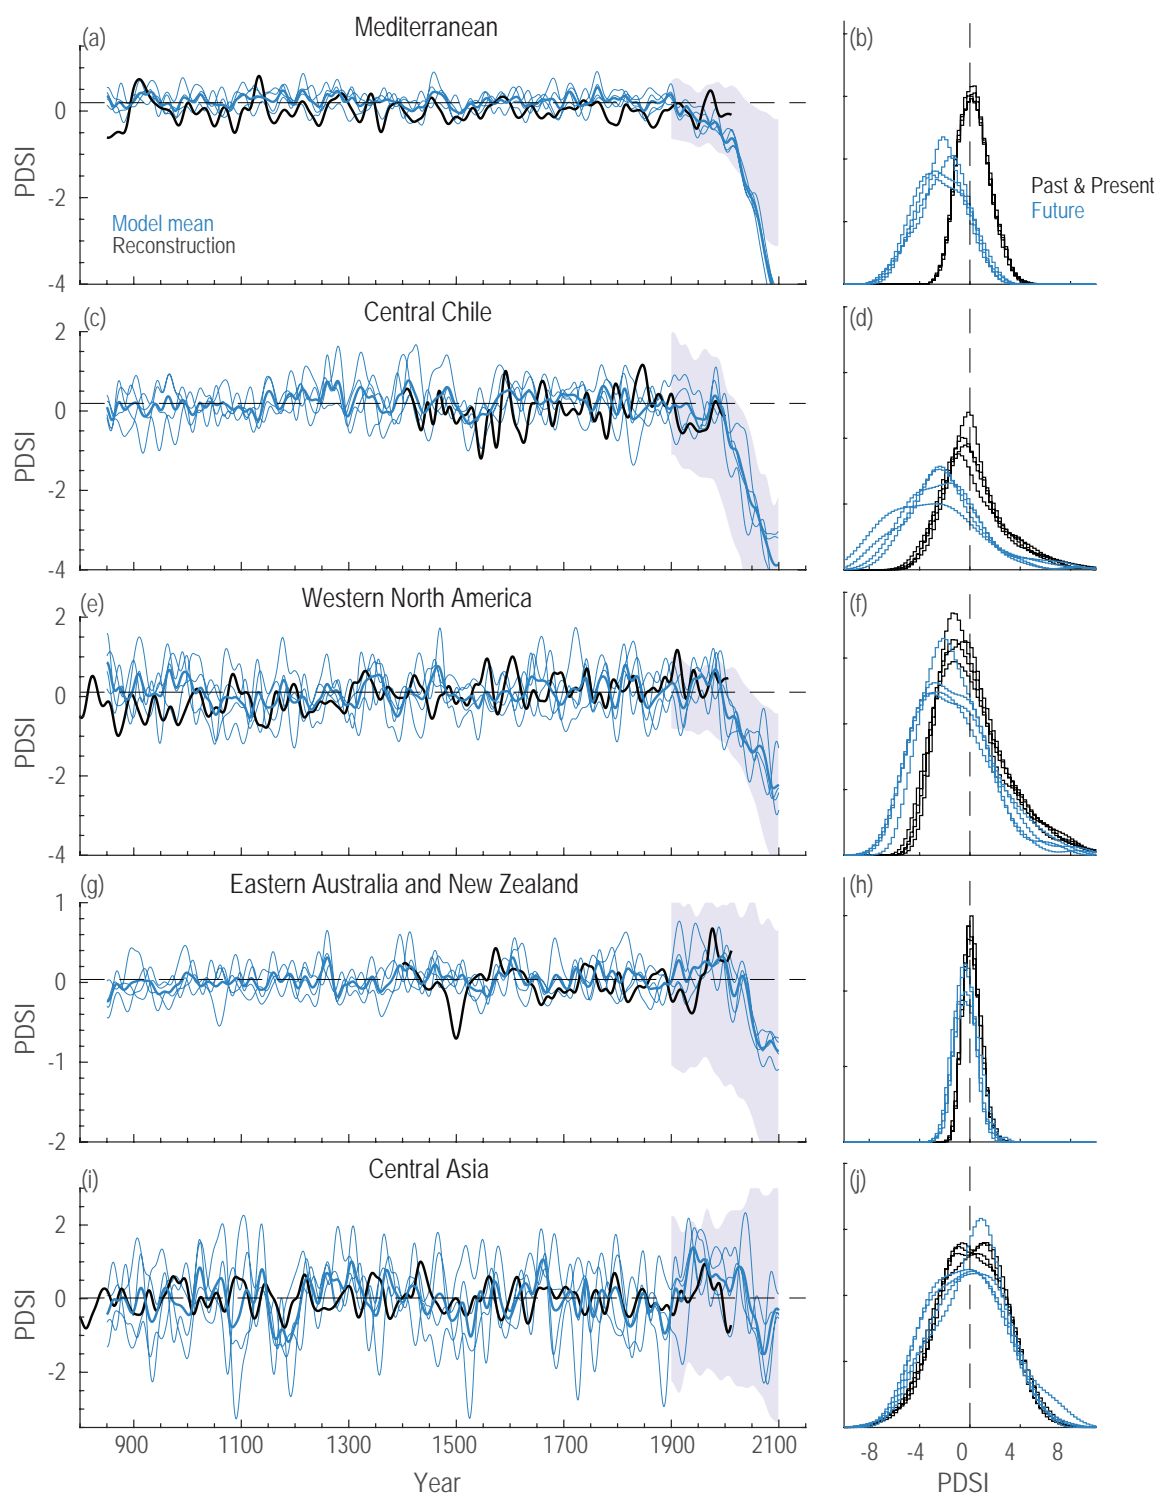 Mediterranean
(a)
(b)
0
-2
-4
PDSI
Model mean
Reconstruction
Past & Present
Future
Central Chile
(c)
(d)
2
0
-2
-4
PDSI
Western North America
(e)
(f)
2
0
-2
-4
PDSI
Eastern Australia and New Zealand
(g)
(h)
1
0
-1
-2
PDSI
Central Asia
(i)
(j)
2
0
-2
PDSI
900 1100 1300 1500 1700 1900 2100
Year
-8 -4 0 4 8
PDSI